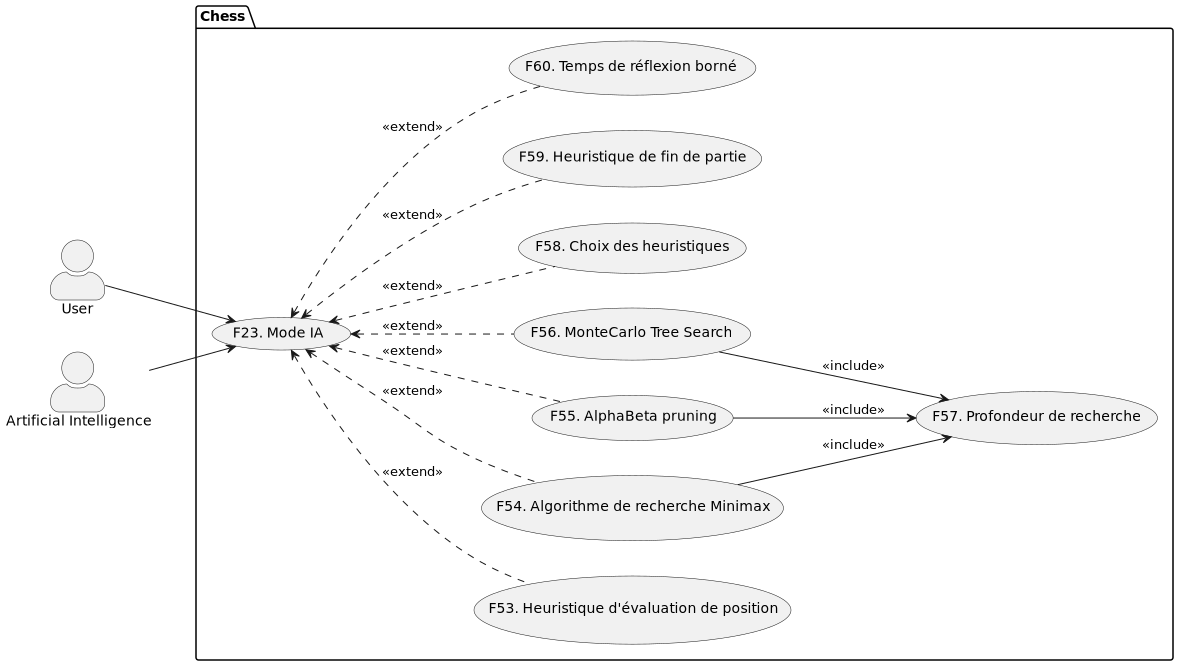 Chess
F60. Temps de réflexion borné
«extend»
F59. Heuristique de fin de partie
«extend»
F58. Choix des heuristiques
«extend»
User
F23. Mode IA
«extend»
F56. MonteCarlo Tree Search
«extend»
«include»
Artificial Intelligence
«extend»
F55. AlphaBeta pruning
«include»
F57. Profondeur de recherche
«include»
«extend»
F54. Algorithme de recherche Minimax
F53. Heuristique d'évaluation de position